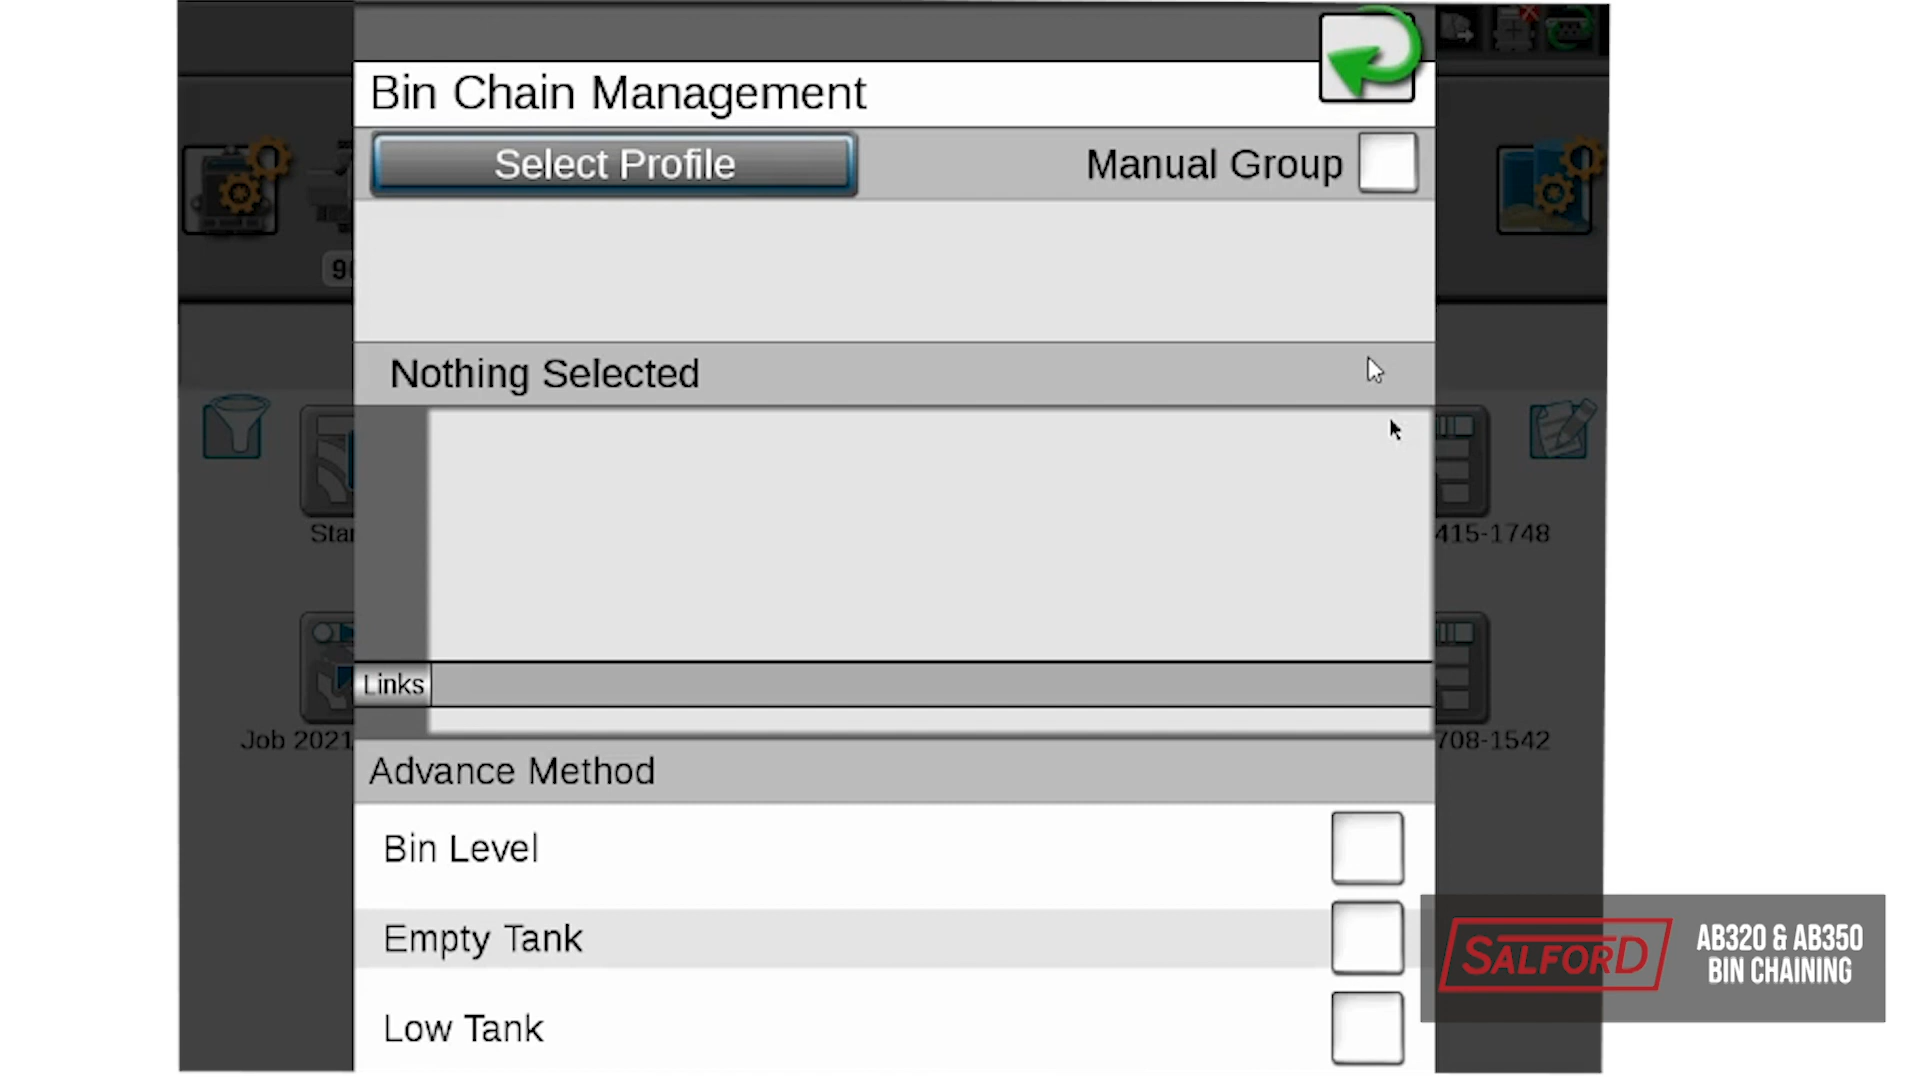 Bin Chain Management
Select Profile
Manual Group
Nothing Selected
Links
Advance Method
Bin Level
Empty Tank
Low Tank
Star
415-1748
Job 2021
708-1542
SALFORD
AB320 & AB350
BIN CHAINING